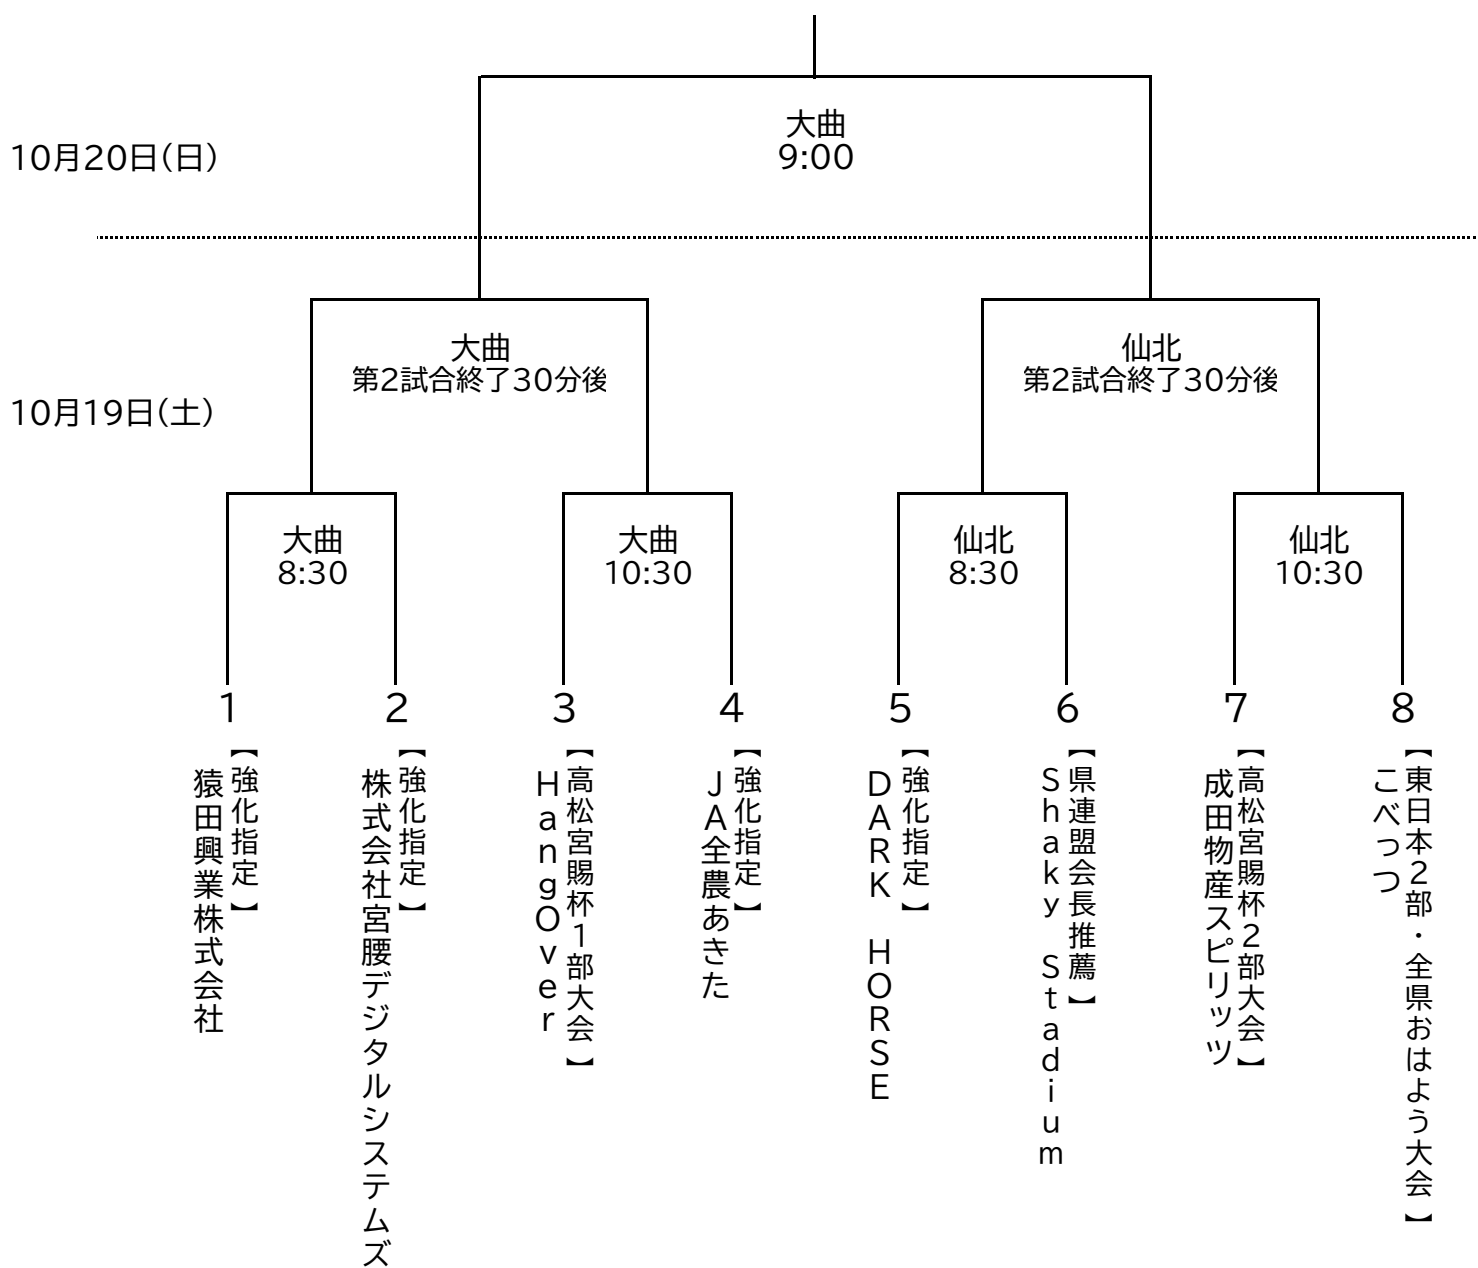 大曲
9:00
10月20日(日)
大曲
第2試合終了30分後
仙北
第2試合終了30分後
10月19日(土)
大曲
8:30
大曲
10:30
仙北
8:30
仙北
10:30
1
2
3
4
5
6
7
8
【強化指定】
猿田興業株式会社
【強化指定】
株式会社宮腰デジタルシステムズ
【高松宮賜杯1部大会】
HangOver
【強化指定】
JA全農あきた
【強化指定】
DARK HORSE
【県連盟会長推薦】
Shaky Stadium
【高松宮賜杯2部大会】
成田物産スピリッツ
【東日本2部・全県おはよう大会】
こべっつ